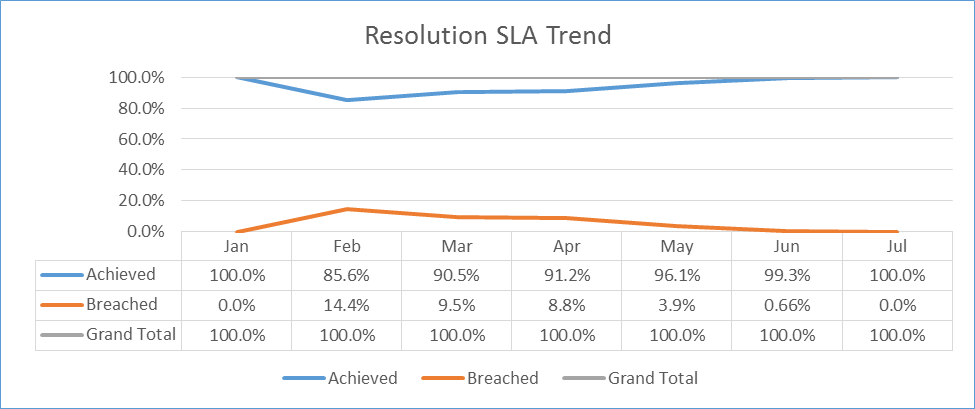 Resolution SLA Trend
100.0%
80.0%
60.0%
40.0%
20.0%
0.0%
Jan Feb Mar Apr May Jun Jul
Achieved 100.0% 85.6% 90.5% 91.2% 96.1% 99.3% 100.0%
Breached 0.0% 14.4% 9.5% 8.8% 3.9% 0.66% 0.0%
Grand Total 100.0% 100.0% 100.0% 100.0% 100.0% 100.0% 100.0%
Achieved Breached Grand Total